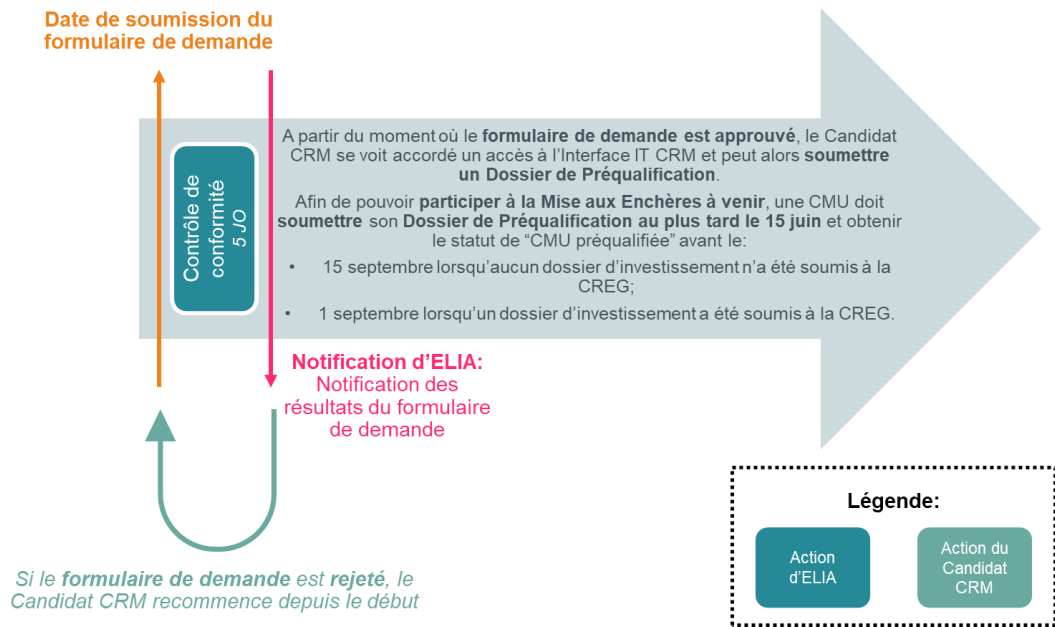 Date de soumission du
formulaire de demande
Contrôle de
conformité
5 JO
A partir du moment où le formulaire de demande est approuvé, le Candidat
CRM se voit accordé un accès à l'Interface IT CRM et peut alors soumettre
un Dossier de Préqualification.
Afin de pouvoir participer à la Mise aux Enchères à venir, une CMU doit
soumettre son Dossier de Préqualification au plus tard le 15 juin et obtenir
le statut de “CMU préqualifiée” avant le:
• 15 septembre lorsqu'aucun dossier d'investissement n'a été soumis à la
CREG;
• 1 septembre lorsqu'un dossier d'investissement a été soumis à la CREG.
Notification d'ELIA:
Notification des
résultats du formulaire
de demande
Si le formulaire de demande est rejeté, le
Candidat CRM recommence depuis le début
Légende:
Action
d'ELIA
Action du
Candidat
CRM